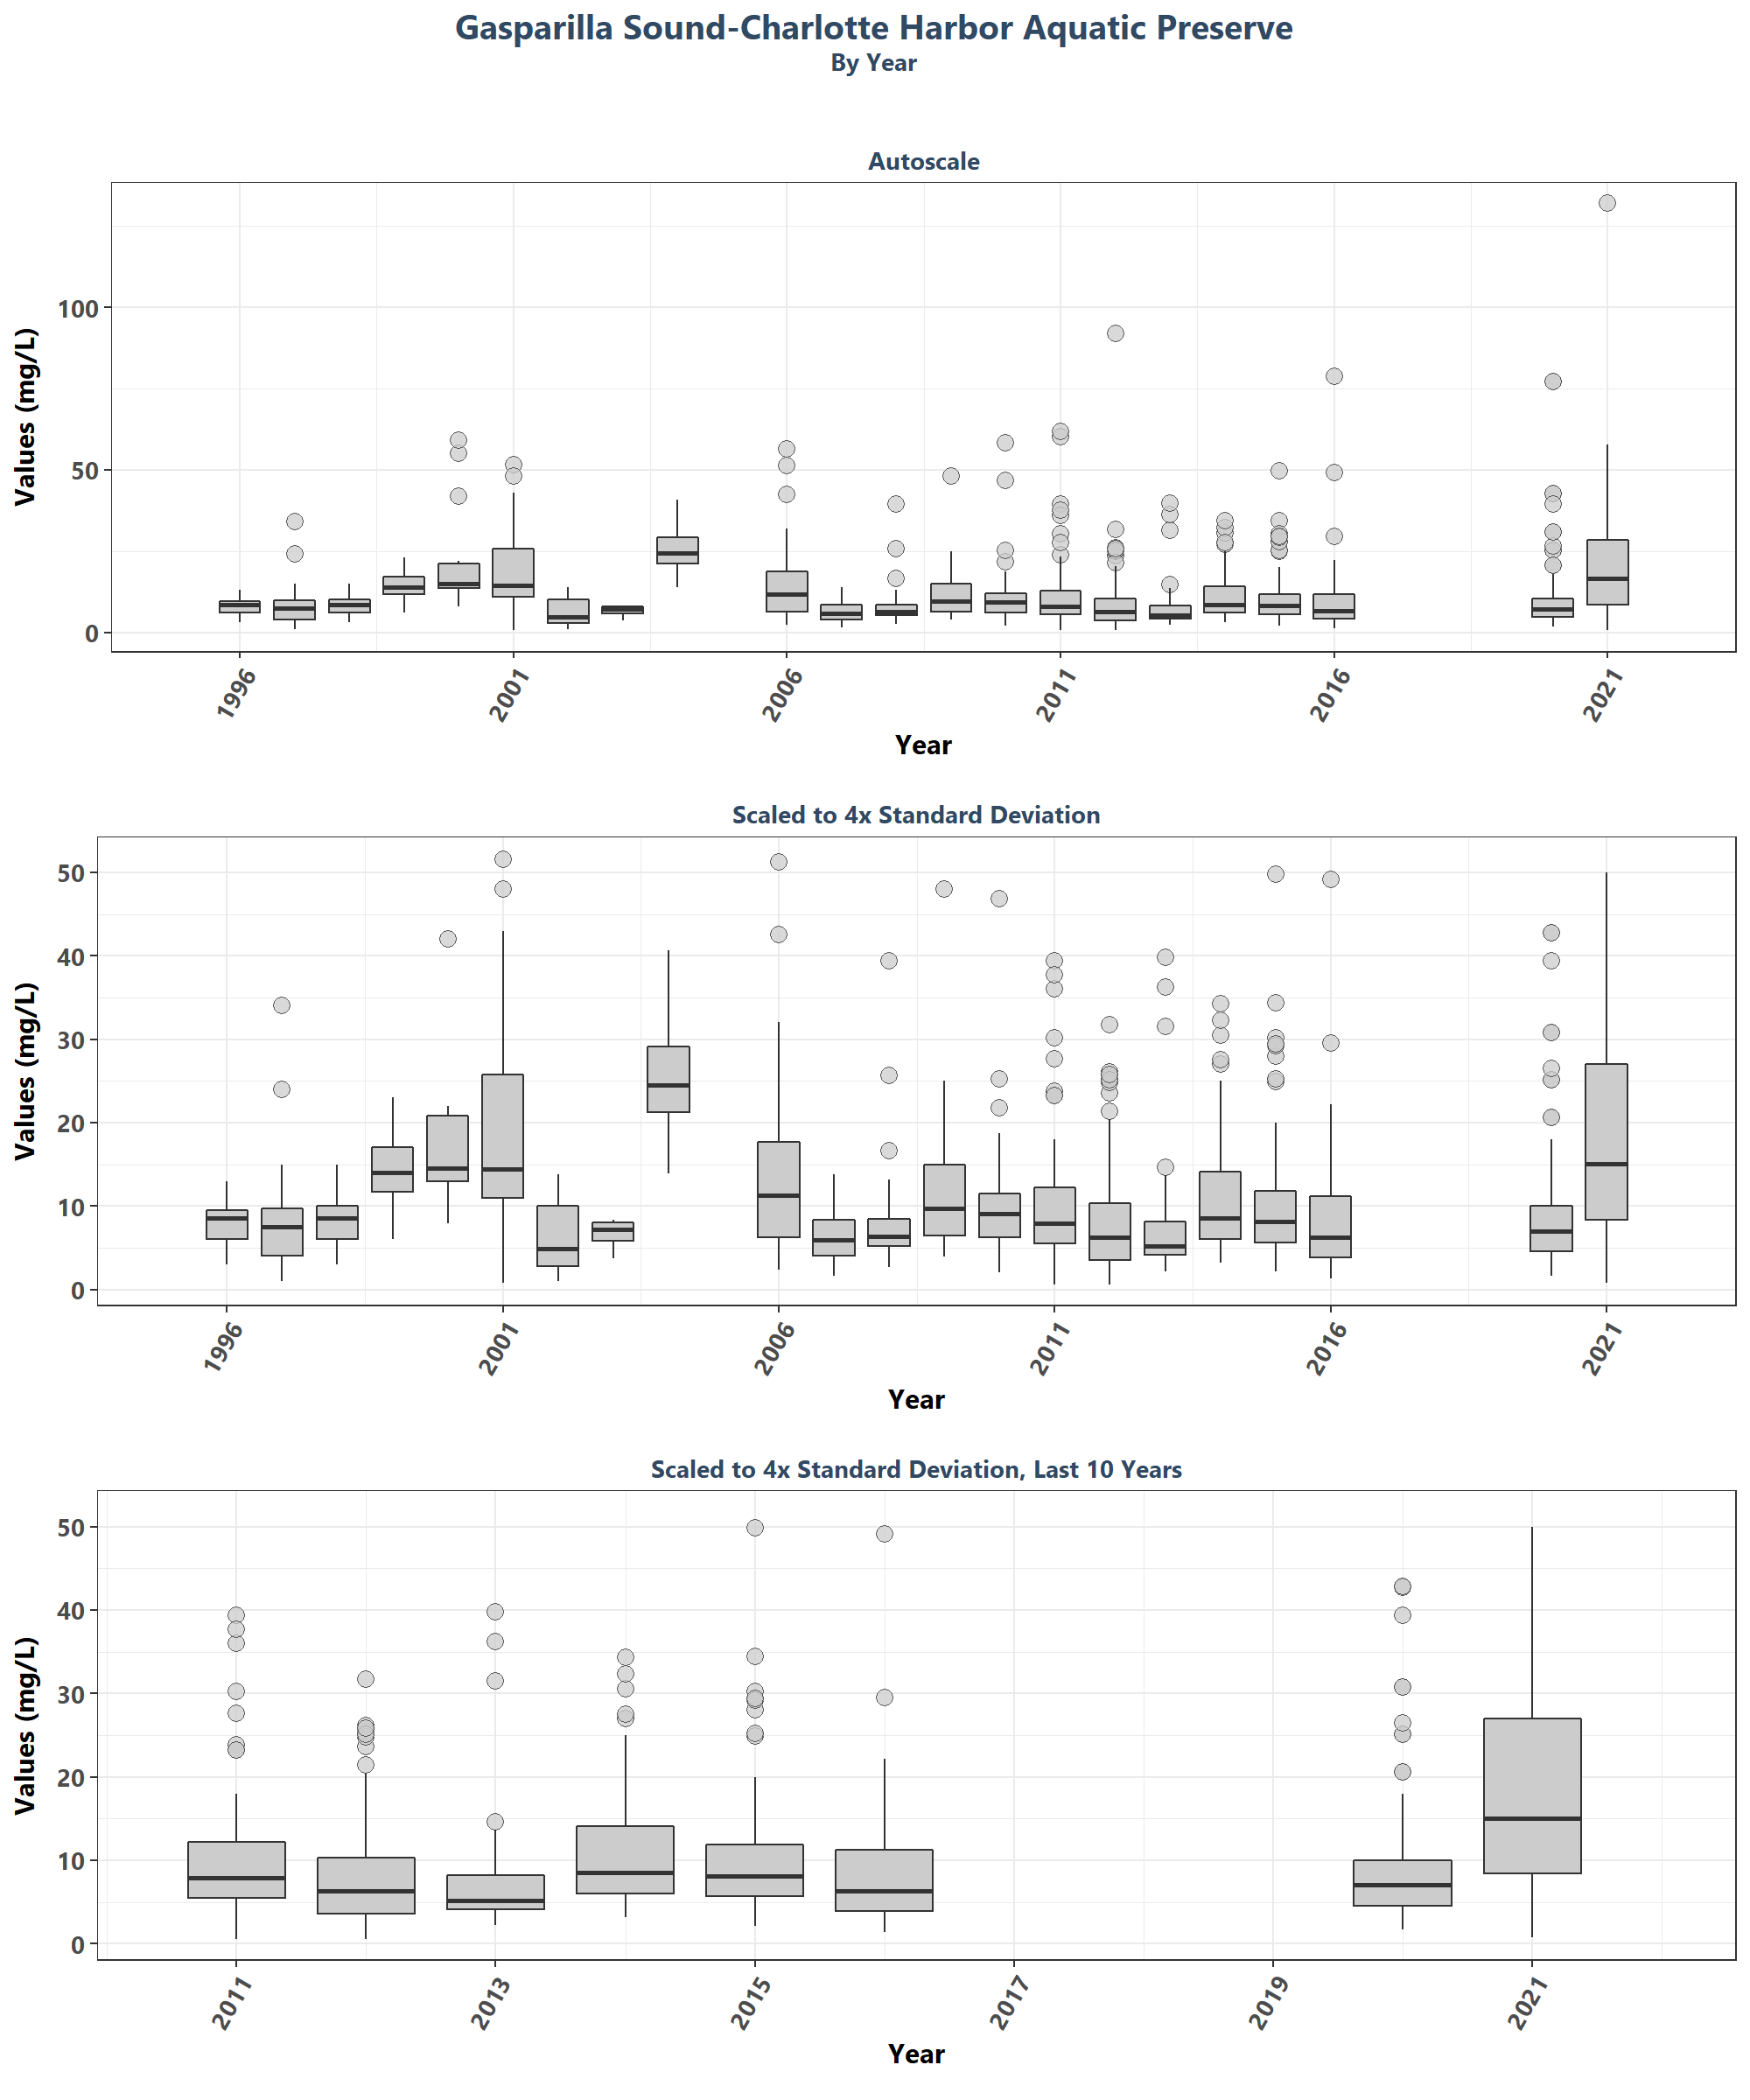 Gasparilla Sound-Charlotte Harbor Aquatic Preserve
By Year
Autoscale
Values (mg/L)
100
50
0
1996 2001 2006 2011 2016 2021
Year
Scaled to 4x Standard Deviation
Values (mg/L)
50
40
30
20
10
0
1996 2001 2006 2011 2016 2021
Year
Scaled to 4x Standard Deviation, Last 10 Years
Values (mg/L)
50
40
30
20
10
0
2011 2013 2015 2017 2019 2021
Year